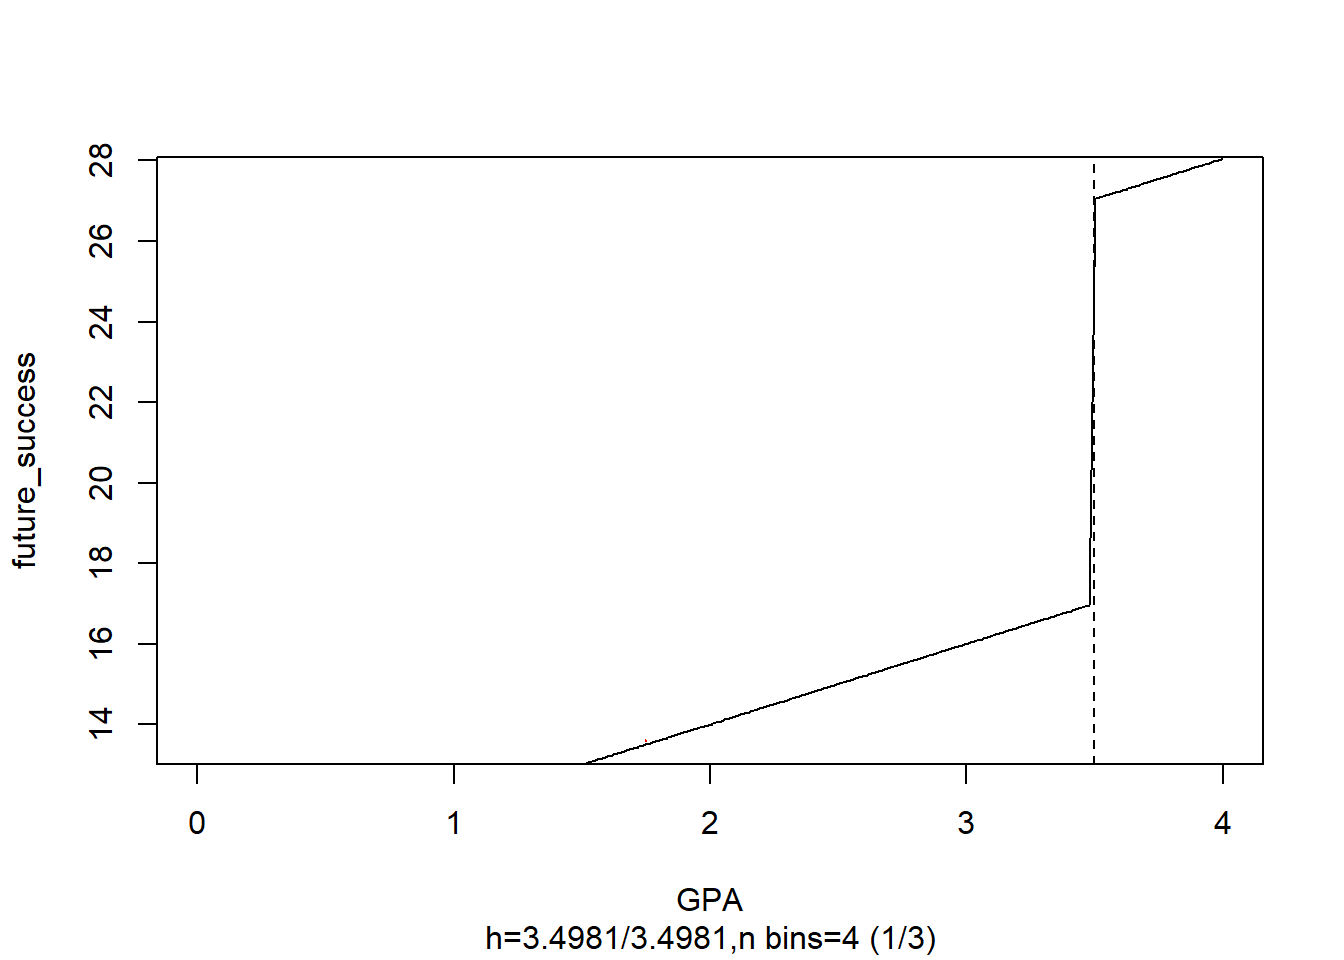 28
26
24
22
20
18
16
14
future_success
0 1 2 3 4
GPA
h=3.4981/3.4981,n bins=4 (1/3)